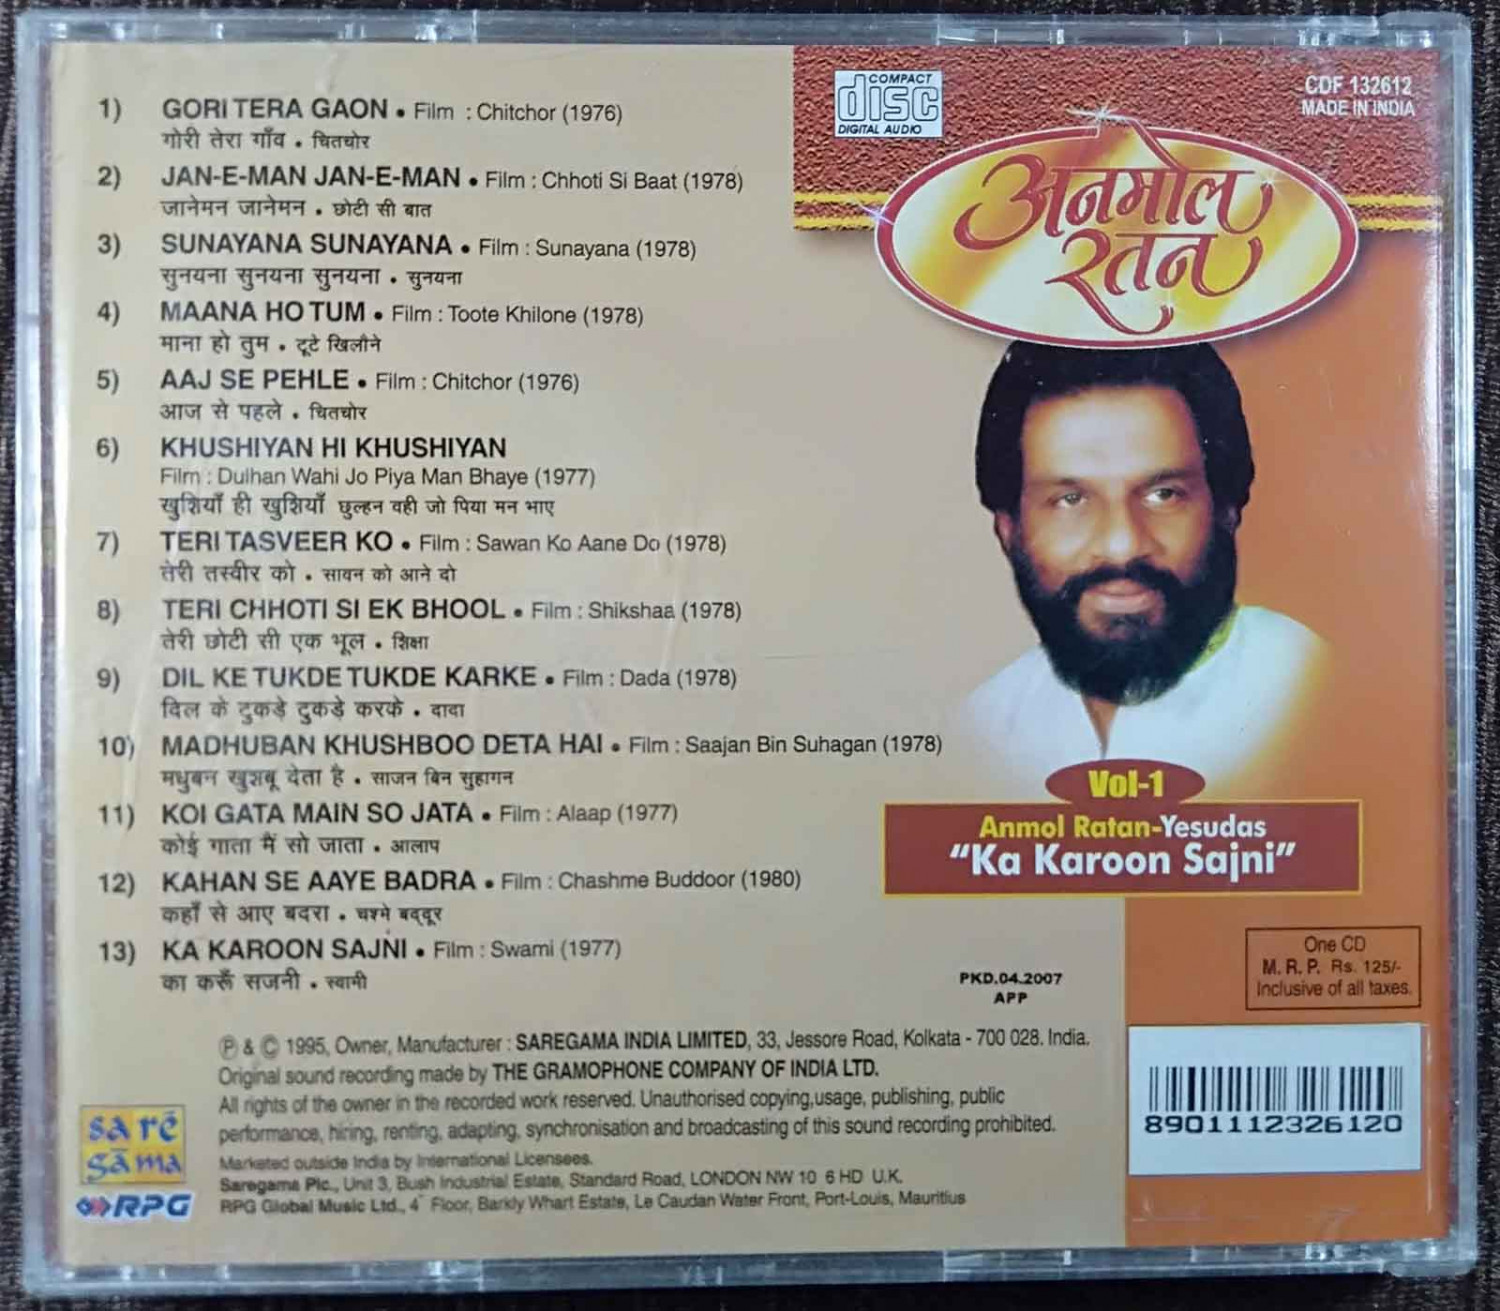 1) GORI TERA GAON • Film : Chitchor (1976)
गोरी तेरा गाँव • चितचोर
2) JAN-E-MAN JAN-E-MAN • Film : Chhoti Si Baat (1978)
जानेमन जानेमन • छोटी सी बात
3) SUNAYANA SUNAYANA • Film : Sunayana (1978)
सुनयना सुनयना सुनयना • सुनयना
4) MAANA HO TUM • Film : Toote Khilone (1978)
माना हो तुम • टूटे खिलौने
5) AAJ SE PEHLE • Film : Chitchor (1976)
आज से पहले • चितचोर
6) KHUSHIYAN HI KHUSHIYAN
Film : Dulhan Wahi Jo Piya Man Bhaye (1977)
खुशियाँ ही खुशियाँ छुल्हन वही जो पिया मन भाए
7) TERI TASVEER KO • Film : Sawan Ko Aane Do (1978)
तेरी तस्वीर को • सावन को आने दो
8) TERI CHHOTI SI EK BHOOL • Film : Shikshaa (1978)
तेरी छोटी सी एक भूल • शिक्षा
9) DIL KE TUKDE TUKDE KARKE • Film : Dada (1978)
दिल के टुकड़े टुकड़े करके • दादा
10) MADHUBAN KHUSHBOO DETA HAI • Film : Saajan Bin Suhagan (1978)
मधुबन खुशबू देता है • साजन बिन सुहागन
11) KOI GATA MAIN SO JATA • Film : Alaap (1977)
कोई गाता मैं सो जाता • आलाप
12) KAHAN SE AAYE BADRA • Film : Chashme Buddoor (1980)
कहाँ से आए बदरा • चश्मे बद्दूर
13) KA KAROON SAJNI • Film : Swami (1977)
का करूँ सजनी • स्वामी
COMPACT
disc
DIGITAL AUDIO
CDF 132612
MADE IN INDIA
अनमोल
रतन
Vol-1
Anmol Ratan-Yesudas
"Ka Karoon Sajni"
One CD
M. R. P. Rs. 125/-
Inclusive of all taxes.
PKD.04.2007
APP
Ⓟ & © 1995, Owner, Manufacturer : SAREGAMA INDIA LIMITED, 33, Jessore Road, Kolkata - 700 028. India.
Original sound recording made by THE GRAMOPHONE COMPANY OF INDIA LTD.
All rights of the owner in the recorded work reserved. Unauthorised copying,usage, publishing, public
performance, hiring, renting, adapting, synchronisation and broadcasting of this sound recording prohibited.
Marketed outside India by International Licensees.
Saregama Plc., Unit 3, Bush Industrial Estate, Standard Road, LONDON NW 10 6 HD U.K.
RPG Global Music Ltd., 4" Floor, Barkly Whart Estate, Le Caudan Water Front, Port-Louis, Mauritius
sa rē
gāma
RPG
8901112326120